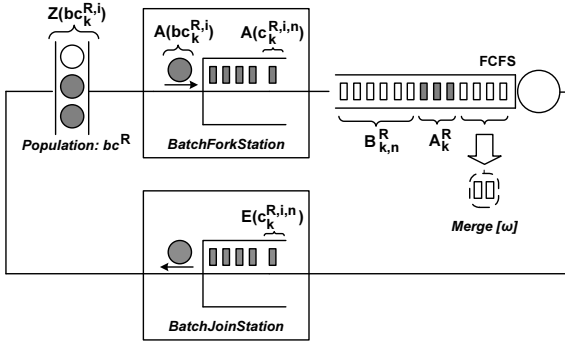 Z(bc_k^{R,i})
A(bc_k^{R,i})
A(c_k^{R,i,n})
FCFS
Population: bc^R
BatchForkStation
B_{k,n}^R
A_k^R
Merge [ω]
E(c_k^{R,i,n})
BatchJoinStation